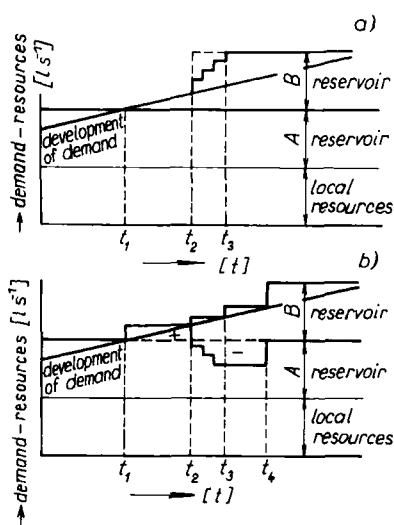 a)
→ demand – resources
[l s⁻¹]
development
of demand
B
reservoir
A
reservoir
local
resources
t₁
t₂
t₃
[t]
b)
→ demand – resources [l s⁻¹]
development
of demand
+
–
B
reservoir
A
reservoir
local
resources
t₁
t₂
t₃
t₄
[t]